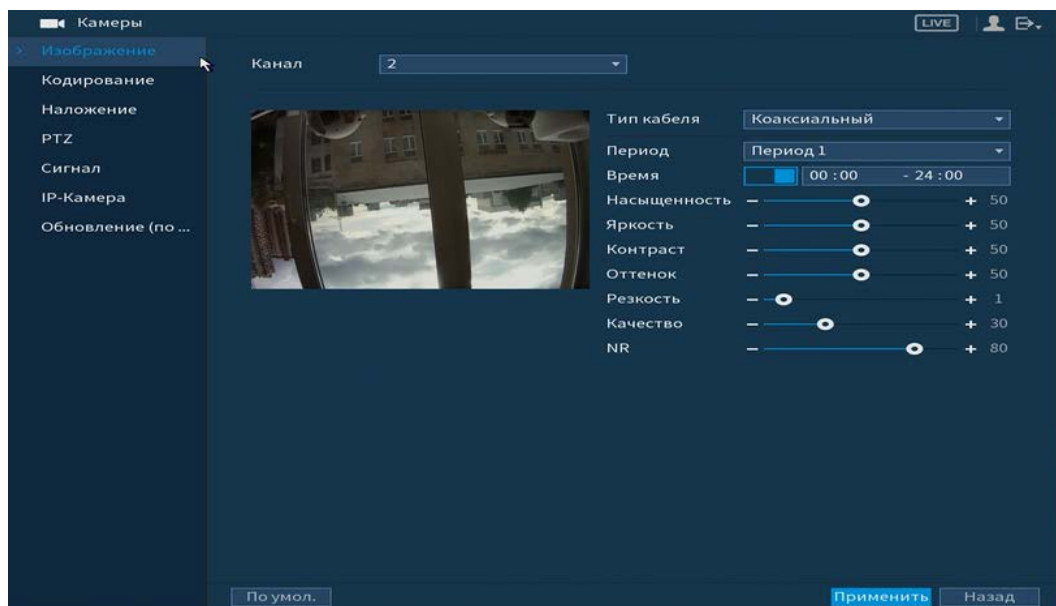 Камеры
LIVE
Изображение
Кодирование
Наложение
PTZ
Сигнал
IP-Камера
Обновление (по ...
Канал 2
Тип кабеля Коаксиальный
Период Период 1
Время 00 : 00 - 24 : 00
Насыщенность 50
Яркость 50
Контраст 50
Оттенок 50
Резкость 1
Качество 30
NR 80
По умол. Применить Назад